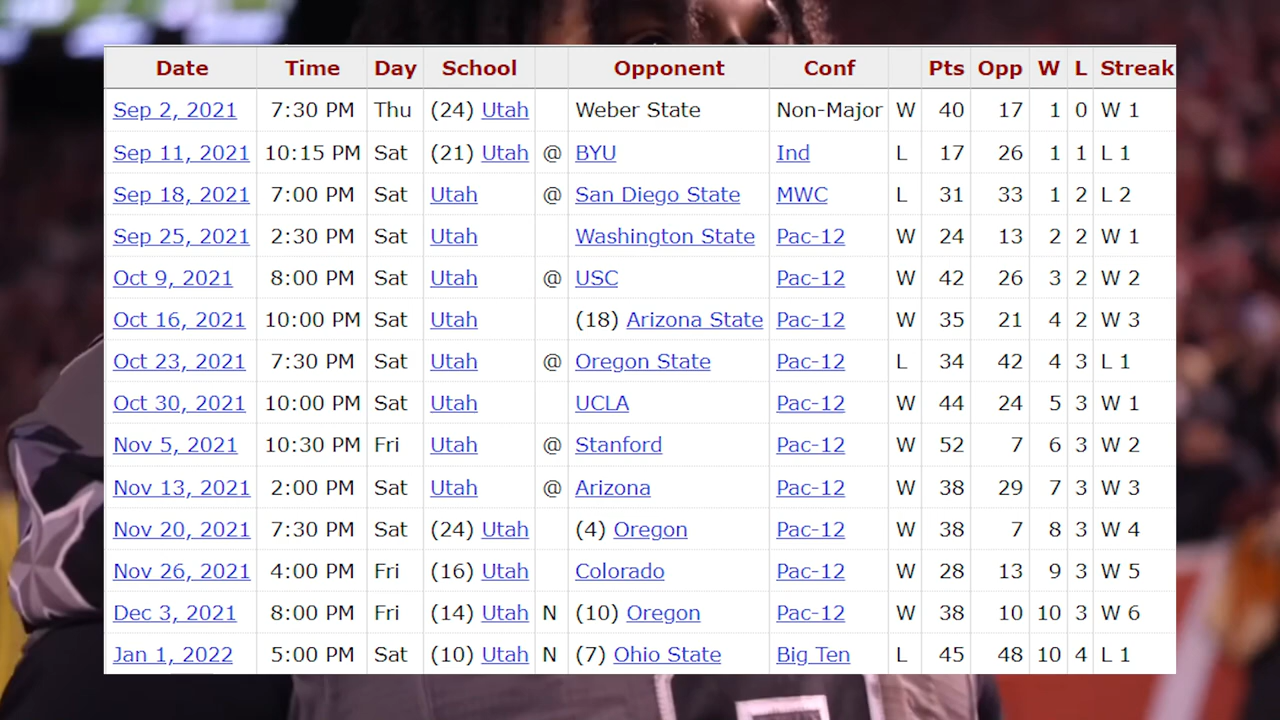 Date Time Day School Opponent Conf Pts Opp W L Streak
Sep 2, 2021 7:30 PM Thu (24) Utah Weber State Non-Major W 40 17 1 0 W 1
Sep 11, 2021 10:15 PM Sat (21) Utah @ BYU Ind L 17 26 1 1 L 1
Sep 18, 2021 7:00 PM Sat Utah @ San Diego State MWC L 31 33 1 2 L 2
Sep 25, 2021 2:30 PM Sat Utah Washington State Pac-12 W 24 13 2 2 W 1
Oct 9, 2021 8:00 PM Sat Utah @ USC Pac-12 W 42 26 3 2 W 2
Oct 16, 2021 10:00 PM Sat Utah (18) Arizona State Pac-12 W 35 21 4 2 W 3
Oct 23, 2021 7:30 PM Sat Utah @ Oregon State Pac-12 L 34 42 4 3 L 1
Oct 30, 2021 10:00 PM Sat Utah UCLA Pac-12 W 44 24 5 3 W 1
Nov 5, 2021 10:30 PM Fri Utah @ Stanford Pac-12 W 52 7 6 3 W 2
Nov 13, 2021 2:00 PM Sat Utah @ Arizona Pac-12 W 38 29 7 3 W 3
Nov 20, 2021 7:30 PM Sat (24) Utah (4) Oregon Pac-12 W 38 7 8 3 W 4
Nov 26, 2021 4:00 PM Fri (16) Utah Colorado Pac-12 W 28 13 9 3 W 5
Dec 3, 2021 8:00 PM Fri (14) Utah N (10) Oregon Pac-12 W 38 10 10 3 W 6
Jan 1, 2022 5:00 PM Sat (10) Utah N (7) Ohio State Big Ten L 45 48 10 4 L 1